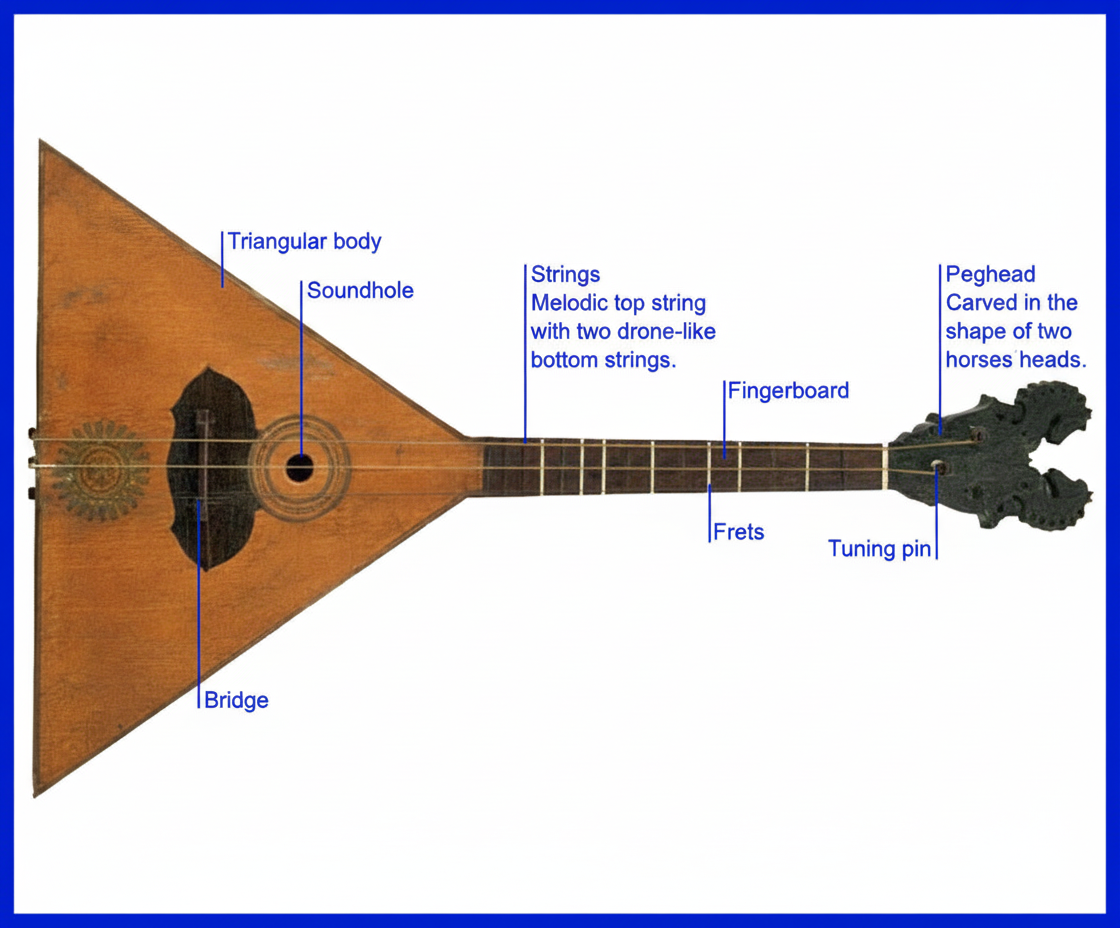 Triangular body
Soundhole
Strings
Melodic top string
with two drone-like
bottom strings.
Peghead
Carved in the
shape of two
horses' heads.
Fingerboard
Frets
Tuning pin
Bridge